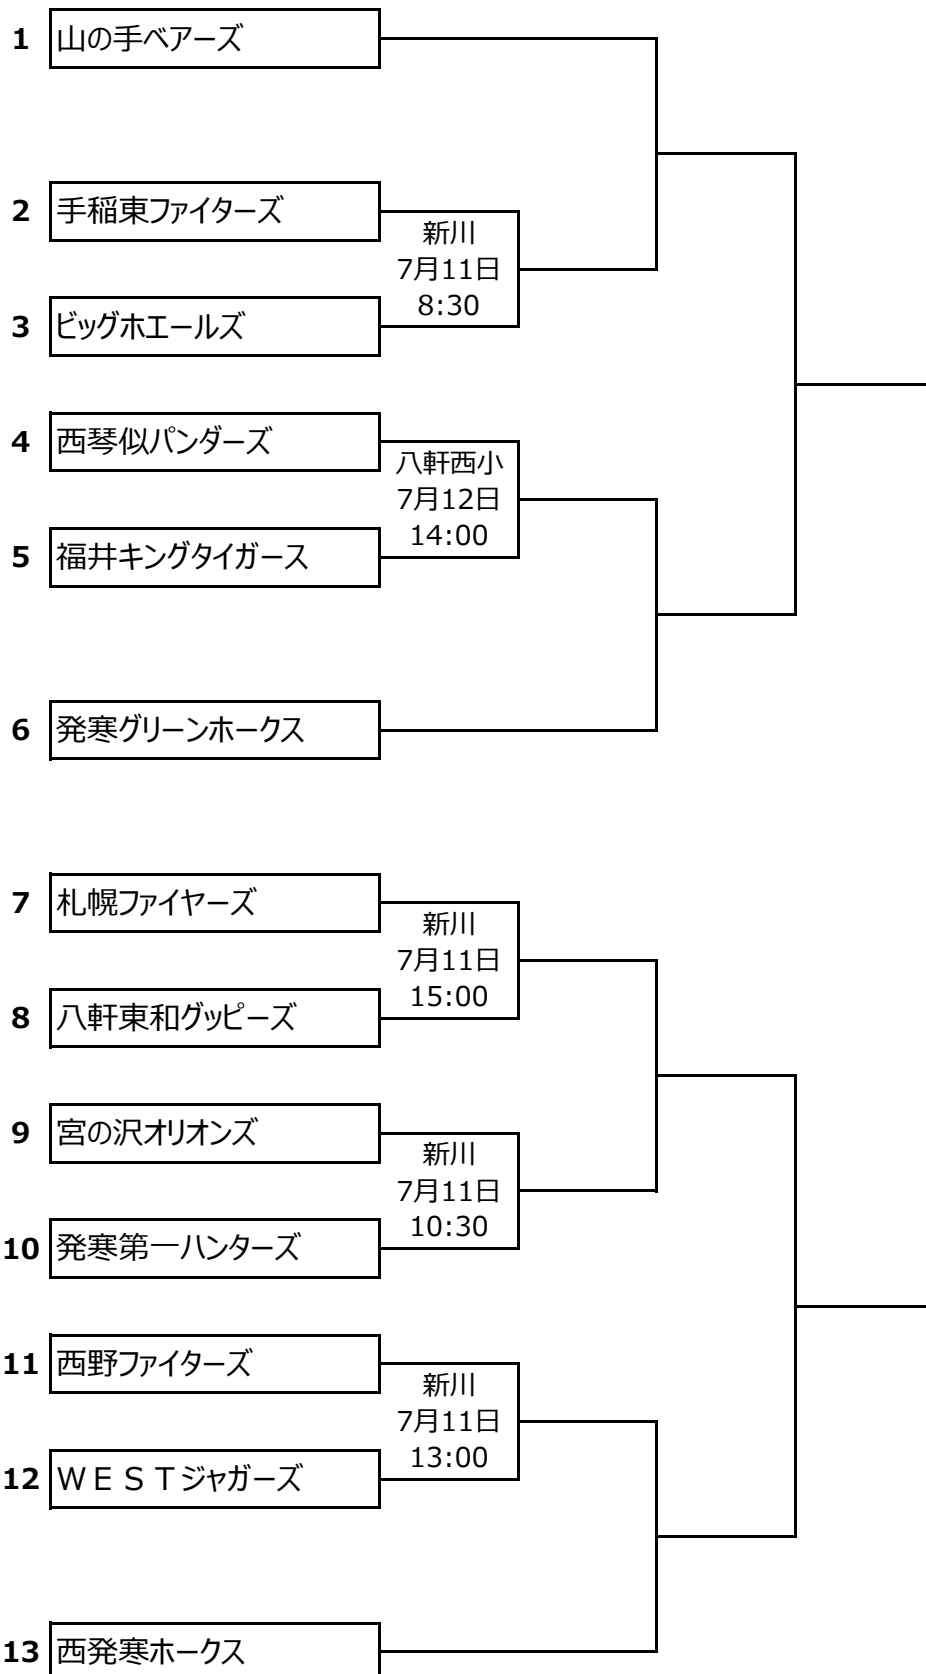 1 山の手ベアーズ
2 手稲東ファイターズ
新川
7月11日
8:30
3 ビッグホエールズ
4 西琴似パンダーズ
八軒西小
7月12日
14:00
5 福井キングタイガース
6 発寒グリーンホークス
7 札幌ファイヤーズ
新川
7月11日
15:00
8 八軒東和グッピーズ
9 宮の沢オリオンズ
新川
7月11日
10:30
10 発寒第一ハンターズ
11 西野ファイターズ
新川
7月11日
13:00
12 ＷＥＳＴジャガーズ
13 西発寒ホークス